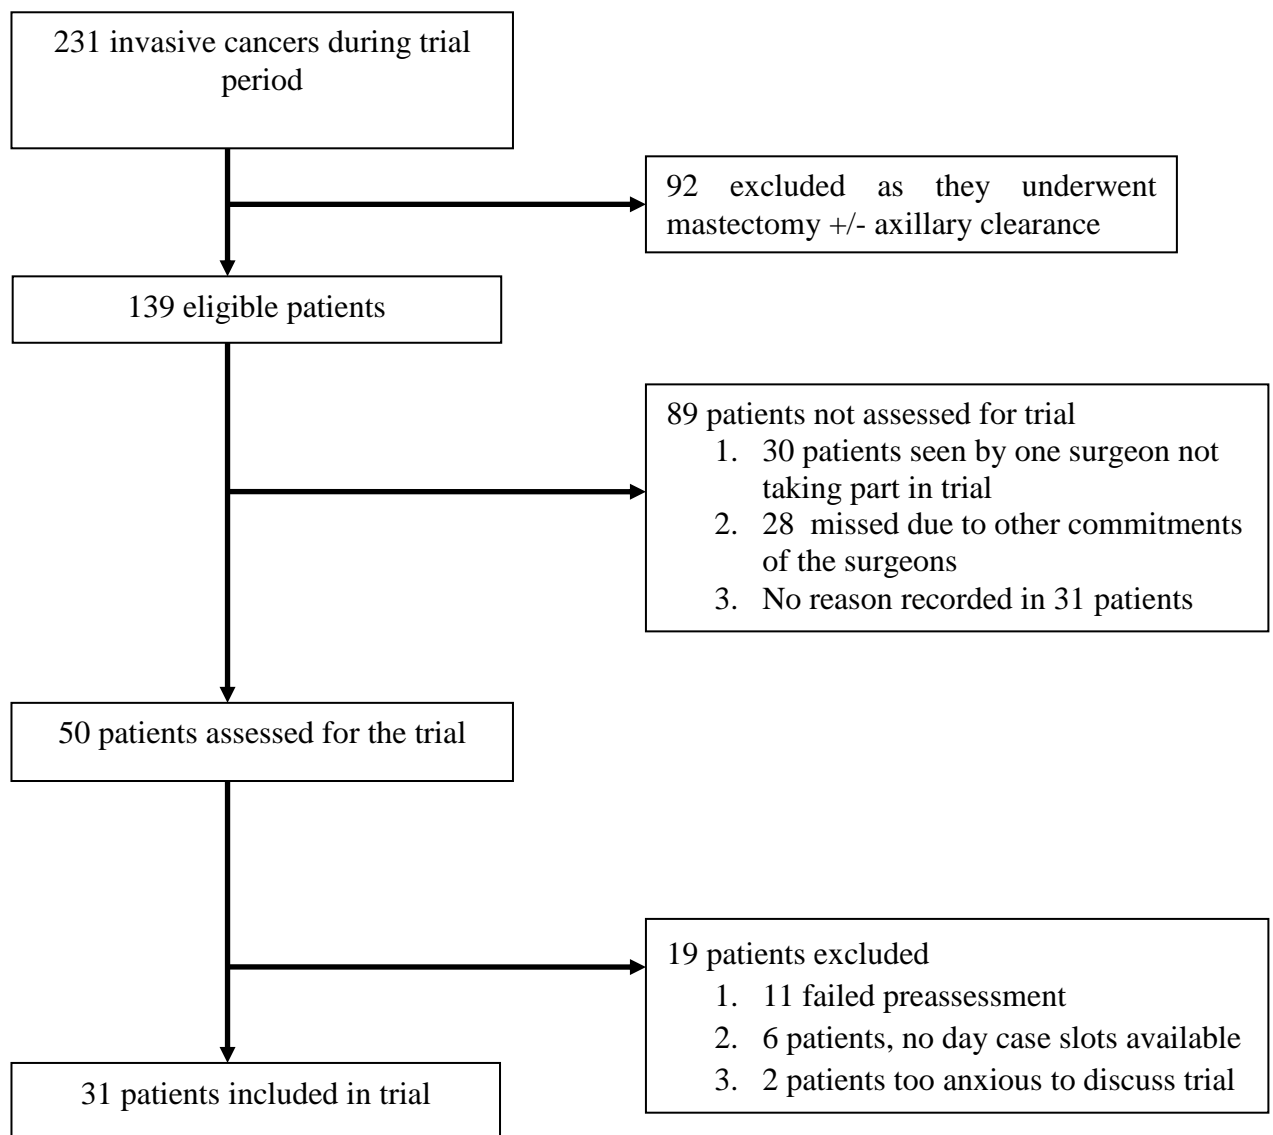 231 invasive cancers during trial
period
92 excluded as they underwent
mastectomy +/- axillary clearance
139 eligible patients
89 patients not assessed for trial
1. 30 patients seen by one surgeon not
taking part in trial
2. 28 missed due to other commitments
of the surgeons
3. No reason recorded in 31 patients
50 patients assessed for the trial
19 patients excluded
1. 11 failed preassessment
2. 6 patients, no day case slots available
3. 2 patients too anxious to discuss trial
31 patients included in trial